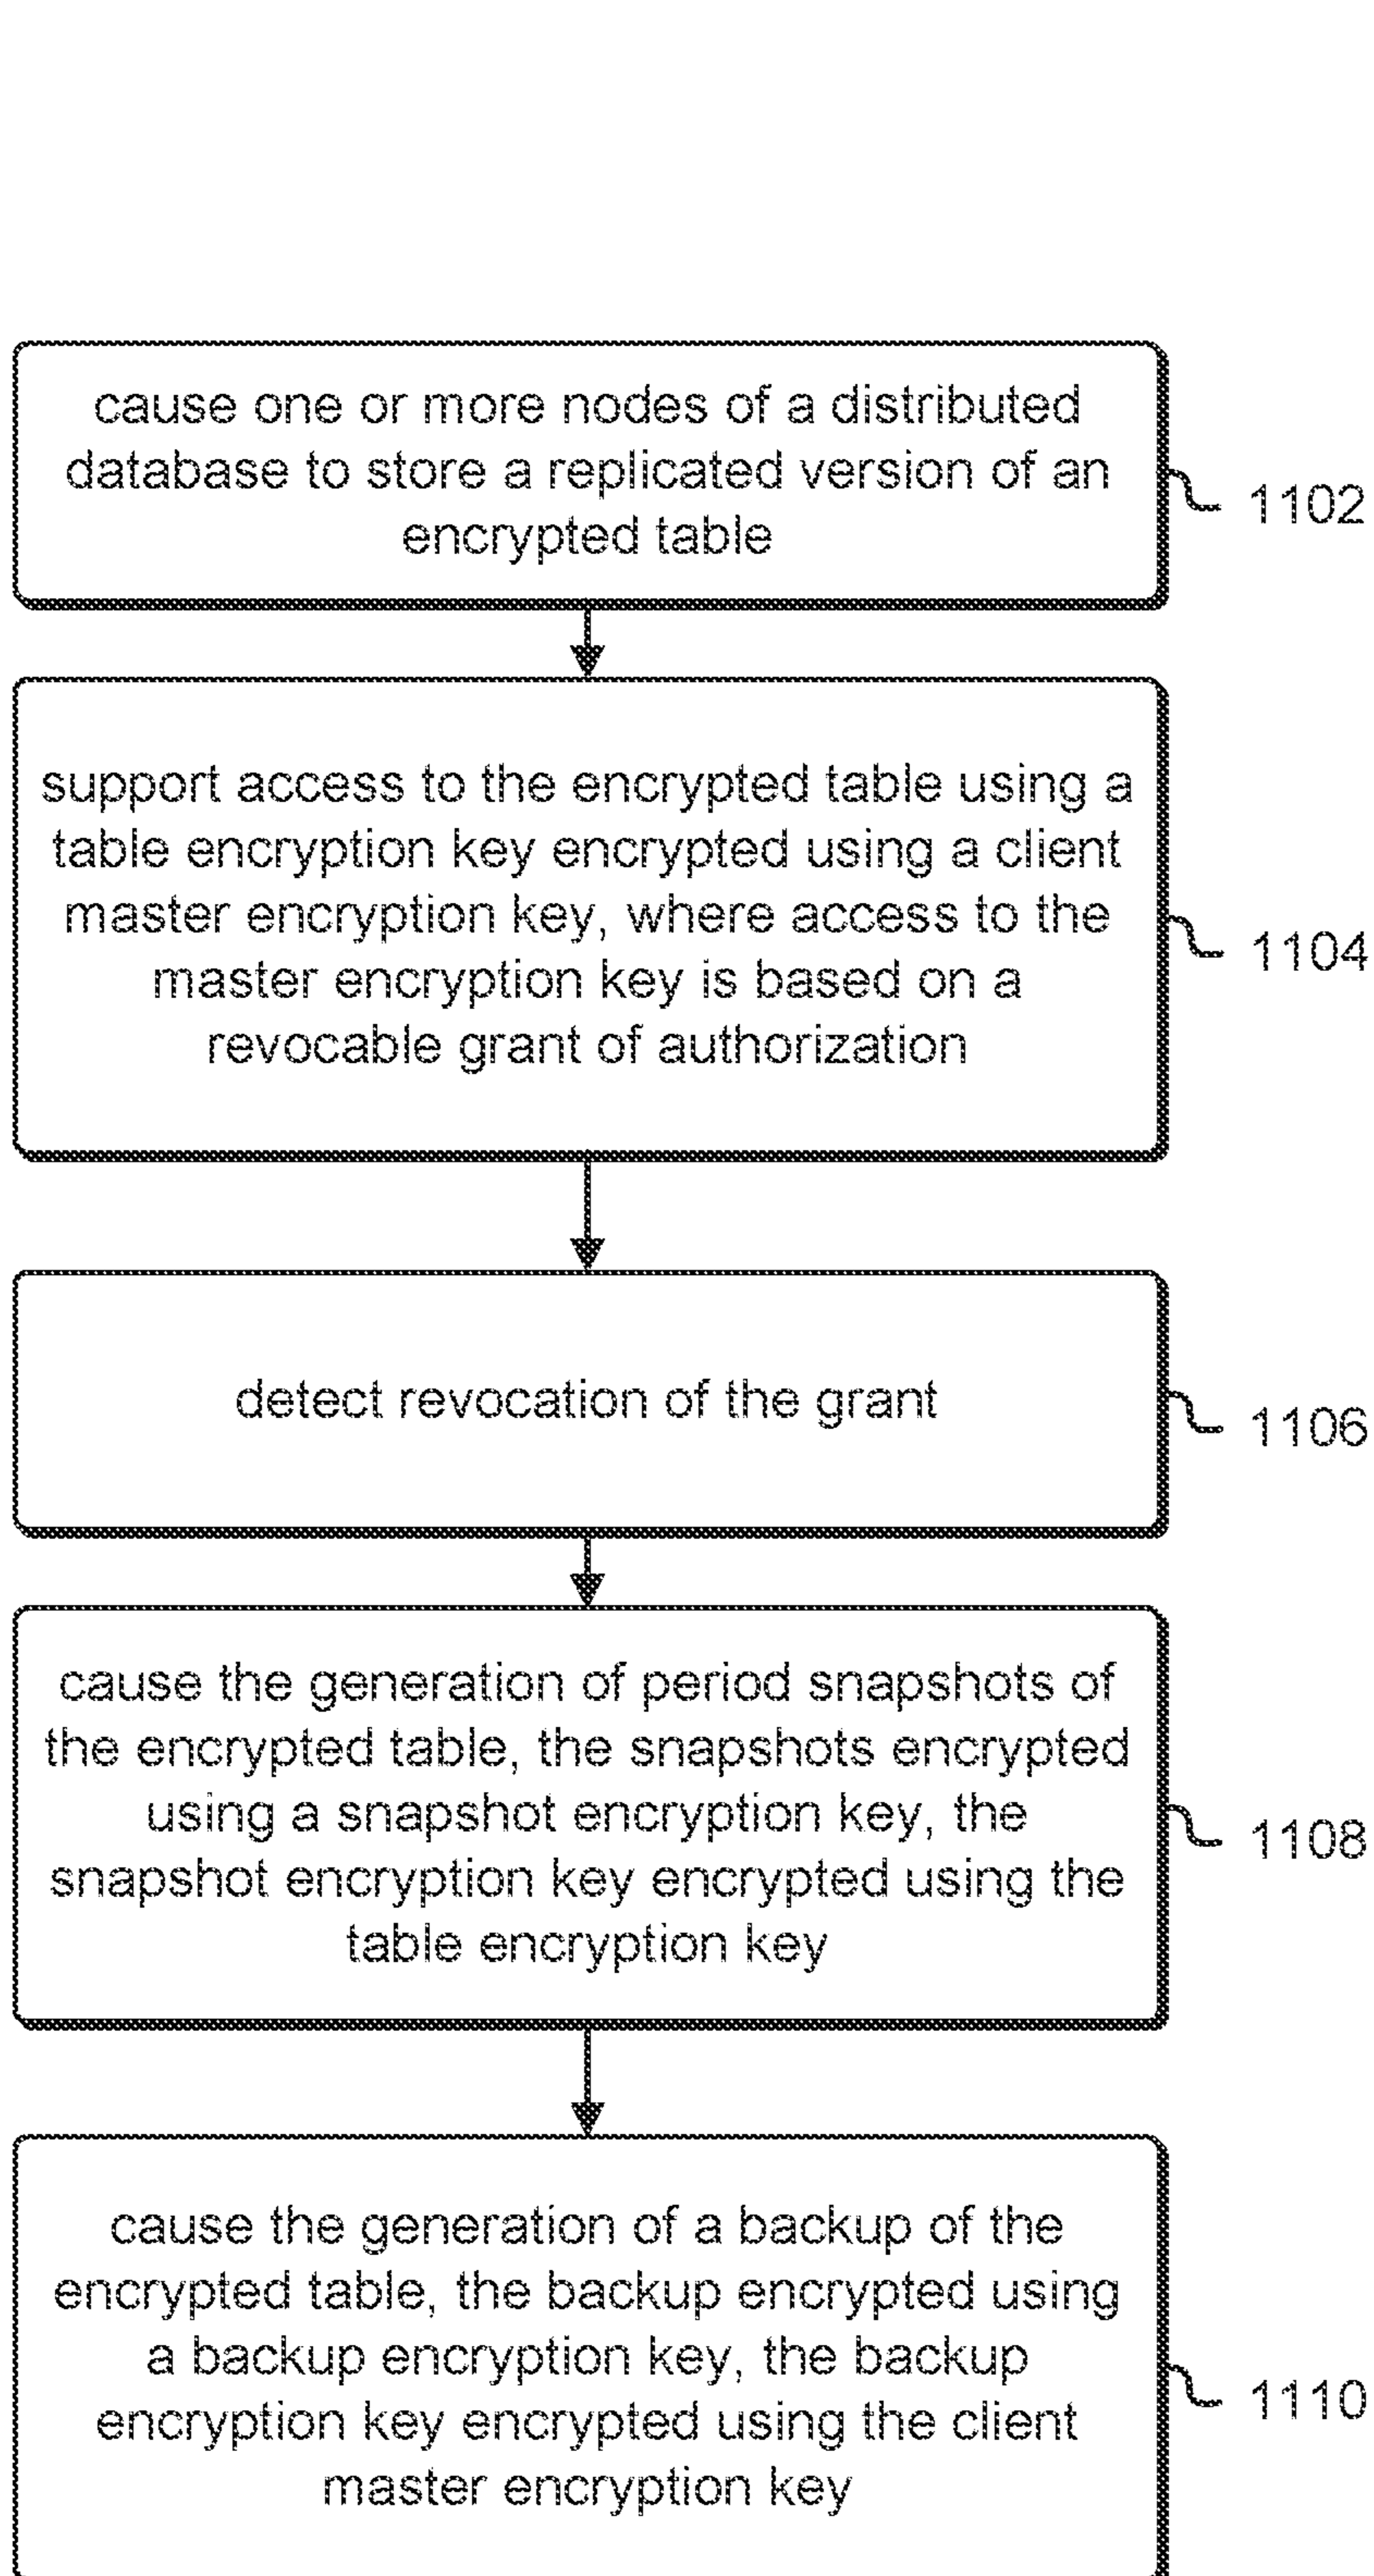 cause one or more nodes of a distributed
database to store a replicated version of an
encrypted table
1102
support access to the encrypted table using a
table encryption key encrypted using a client
master encryption key, where access to the
master encryption key is based on a
revocable grant of authorization
1104
detect revocation of the grant
1106
cause the generation of period snapshots of
the encrypted table, the snapshots encrypted
using a snapshot encryption key, the
snapshot encryption key encrypted using the
table encryption key
1108
cause the generation of a backup of the
encrypted table, the backup encrypted using
a backup encryption key, the backup
encryption key encrypted using the client
master encryption key
1110